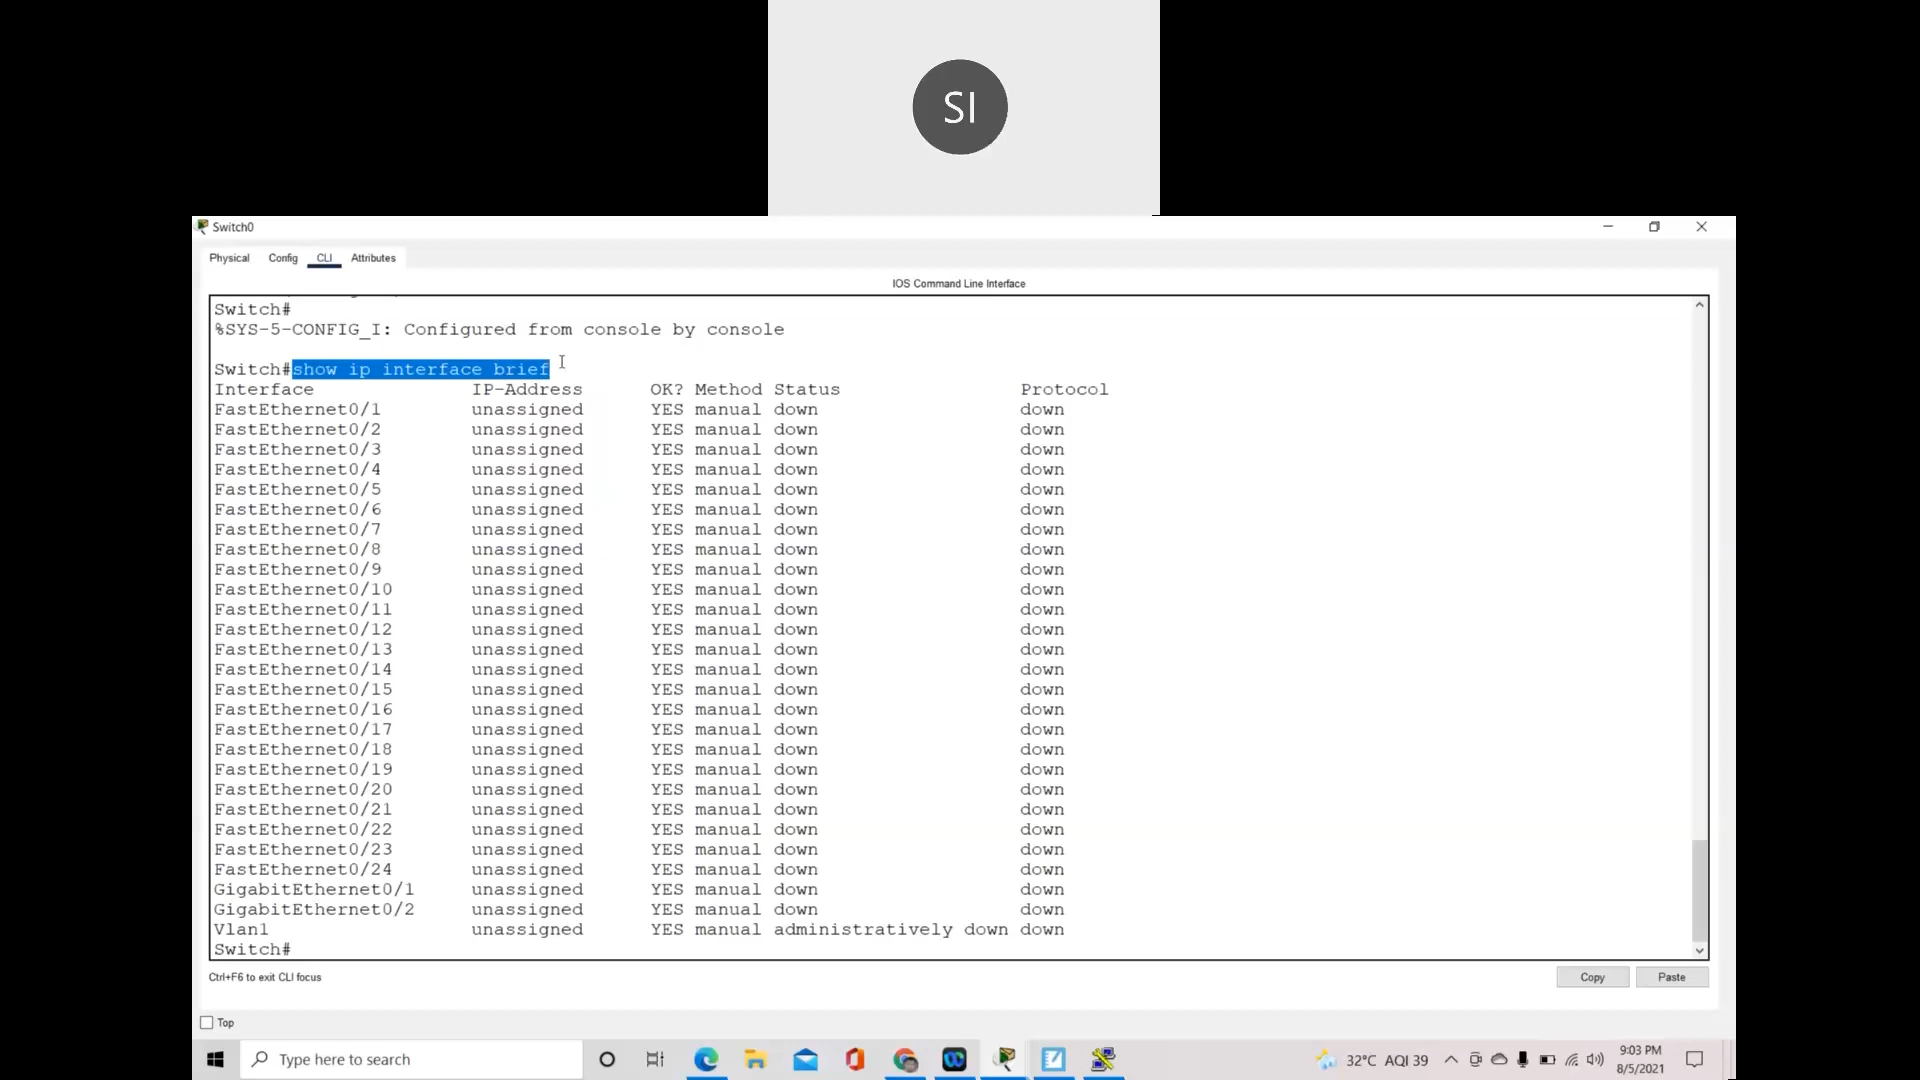 SI
Switch0
Physical Config CLI Attributes
IOS Command Line Interface
Switch#
%SYS-5-CONFIG_I: Configured from console by console
Switch#show ip interface brief
Interface IP-Address OK? Method Status Protocol
FastEthernet0/1 unassigned YES manual down down
FastEthernet0/2 unassigned YES manual down down
FastEthernet0/3 unassigned YES manual down down
FastEthernet0/4 unassigned YES manual down down
FastEthernet0/5 unassigned YES manual down down
FastEthernet0/6 unassigned YES manual down down
FastEthernet0/7 unassigned YES manual down down
FastEthernet0/8 unassigned YES manual down down
FastEthernet0/9 unassigned YES manual down down
FastEthernet0/10 unassigned YES manual down down
FastEthernet0/11 unassigned YES manual down down
FastEthernet0/12 unassigned YES manual down down
FastEthernet0/13 unassigned YES manual down down
FastEthernet0/14 unassigned YES manual down down
FastEthernet0/15 unassigned YES manual down down
FastEthernet0/16 unassigned YES manual down down
FastEthernet0/17 unassigned YES manual down down
FastEthernet0/18 unassigned YES manual down down
FastEthernet0/19 unassigned YES manual down down
FastEthernet0/20 unassigned YES manual down down
FastEthernet0/21 unassigned YES manual down down
FastEthernet0/22 unassigned YES manual down down
FastEthernet0/23 unassigned YES manual down down
FastEthernet0/24 unassigned YES manual down down
GigabitEthernet0/1 unassigned YES manual down down
GigabitEthernet0/2 unassigned YES manual down down
Vlan1 unassigned YES manual administratively down down
Switch#
Ctrl+F6 to exit CLI focus
Copy Paste
Top
Type here to search
32°C AQI 39
9:03 PM
8/5/2021